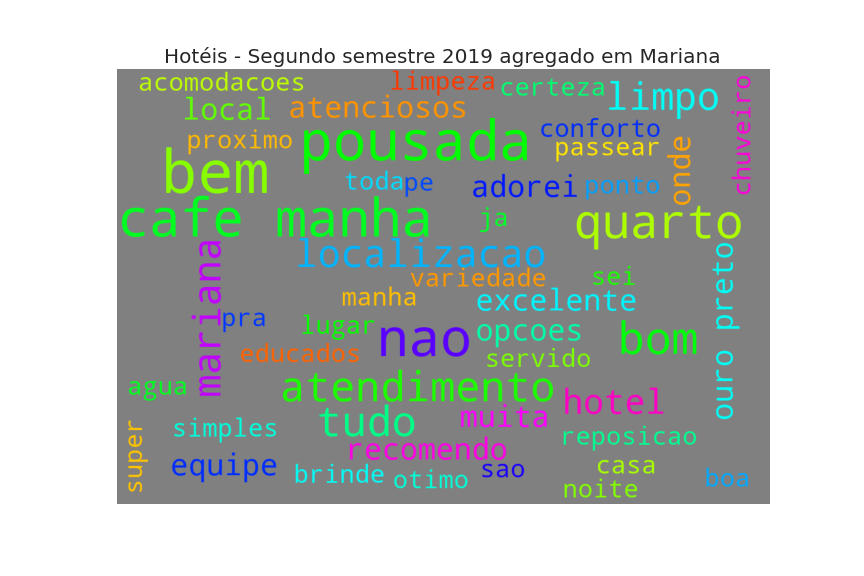 Hotéis - Segundo semestre 2019 agregado em Mariana
acomodacoes
limpeza
certeza
limpo
chuveiro
local
atenciosos
proximo
pousada
conforto
passear
onde
bem
toda
pe
adorei
ponto
cafe manha
ja
quarto
mariana
localizacao
variedade
sei
ouro preto
manha
excelente
pra
lugar
nao
opcoes
bom
educados
servido
agua
atendimento
hotel
super
simples
tudo
muita
reposicao
recomendo
equipe
brinde
otimo
sao
casa
noite
boa